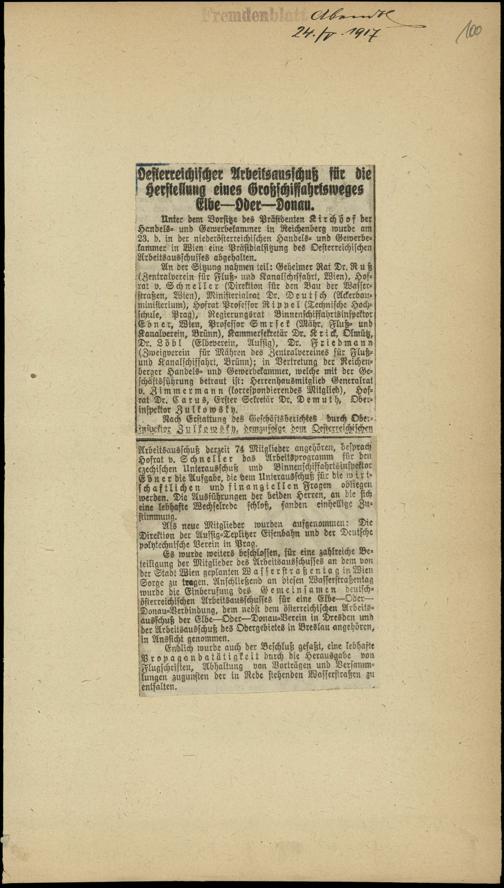 Fremdenblatt
Abendbl
24./V. 1917
100
Oesterreichischer Arbeitsausschuß für die
Herstellung eines Großschiffahrtsweges
Elbe—Oder—Donau.
Unter dem Vorsitze des Präsidenten Kirchhof der
Handels- und Gewerbekammer in Reichenberg wurde am
23. d. in der niederösterreichischen Handels- und Gewerbe-
kammer in Wien eine Präsidialsitzung des Oesterreichischen
Arbeitsausschusses abgehalten.
An der Sitzung nahmen teil: Geheimer Rat Dr. Ruß
(Zentralverein für Fluß- und Kanalschiffahrt, Wien), Hof-
rat v. Schneller (Direktion für den Bau der Wasser-
straßen, Wien), Ministerialrat Dr. Deutsch (Ackerbau-
ministerium), Hofrat Professor Rippel (Technische Hoch-
schule, Prag), Regierungsrat Binnenschiffahrtsinspektor
Ebner, Wien, Professor Smrsek (Mähr. Fluß- und
Kanalverein, Brünn), Kammersekretär Dr. Krick, Olmütz,
Dr. Löbl (Elbeverein, Aussig), Dr. Friedmann
(Zweigverein für Mähren des Zentralvereines für Fluß-
und Kanalschiffahrt, Brünn); in Vertretung der Reichen-
berger Handels- und Gewerbekammer, welche mit der Ge-
schäftsführung betraut ist: Herrenhausmitglied Generalrat
v. Zimmermann (korrespondierendes Mitglied), Hof-
rat Dr. Carus, Erster Sekretär Dr. Demuth, Ober-
inspektor Zulkowsky.
Nach Erstattung des Geschäftsberichtes durch Ober-
inspektor Zulkowsky, demzufolge dem Oesterreichischen
Arbeitsausschuß derzeit 74 Mitglieder angehören, besprach
Hofrat v. Schneller das Arbeitsprogramm für den
czechischen Unterausschuß und Binnenschiffahrtsinspektor
Ebner die Aufgabe, die dem Unterausschuß für die wirt-
schaftlichen und finanziellen Fragen obliegen
werden. Die Ausführungen der beiden Herren, an die sich
eine lebhafte Wechselrede schloß, fanden einhellige Zu-
stimmung.
Als neue Mitglieder wurden aufgenommen: Die
Direktion der Aussig-Teplitzer Eisenbahn und der Deutsche
polytechnische Verein in Prag.
Es wurde weiters beschlossen, für eine zahlreiche Be-
teiligung der Mitglieder des Arbeitsausschusses an dem von
der Stadt Wien geplanten Wasserstraßentag in Wien
Sorge zu tragen. Anschließend an diesen Wasserstraßentag
wurde die Einberufung des Gemeinsamen deutsch-
österreichischen Arbeitsausschusses für eine Elbe—Oder—
Donau-Verbindung, dem nebst dem österreichischen Arbeits-
ausschuß der Elbe—Oder—Donau-Verein in Dresden und
der Arbeitsausschuß des Odergebietes in Breslau angehören,
in Aussicht genommen.
Endlich wurde auch der Beschluß gefaßt, eine lebhafte
Propagandatätigkeit durch die Herausgabe von
Flugschriften, Abhaltung von Vorträgen und Versamm-
lungen zugunsten der in Rede stehenden Wasserstraßen zu
entfalten.